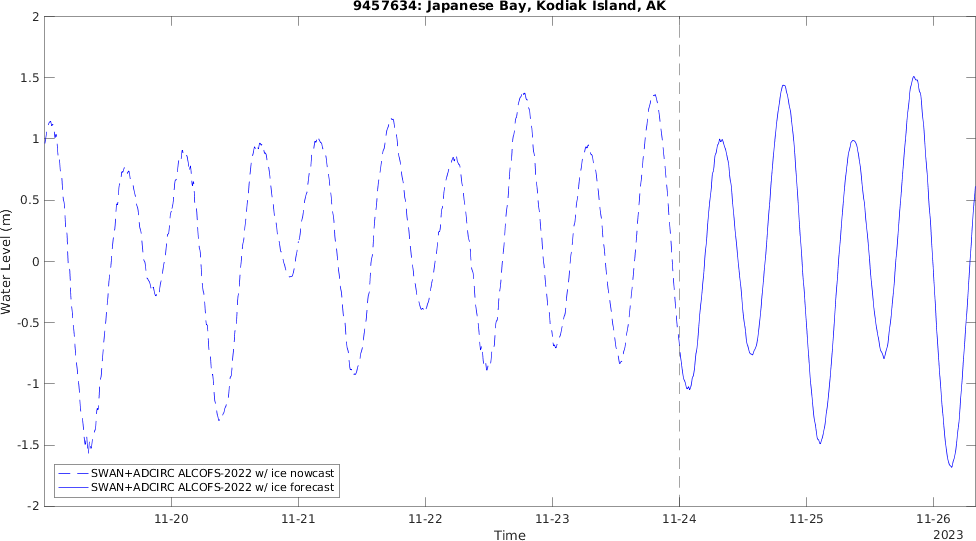 9457634: Japanese Bay, Kodiak Island, AK
2
1.5
1
0.5
0
-0.5
-1
-1.5
-2
Water Level (m)
SWAN+ADCIRC ALCOFS-2022 w/ ice nowcast
SWAN+ADCIRC ALCOFS-2022 w/ ice forecast
11-20 11-21 11-22 11-23 11-24 11-25 11-26
Time
2023